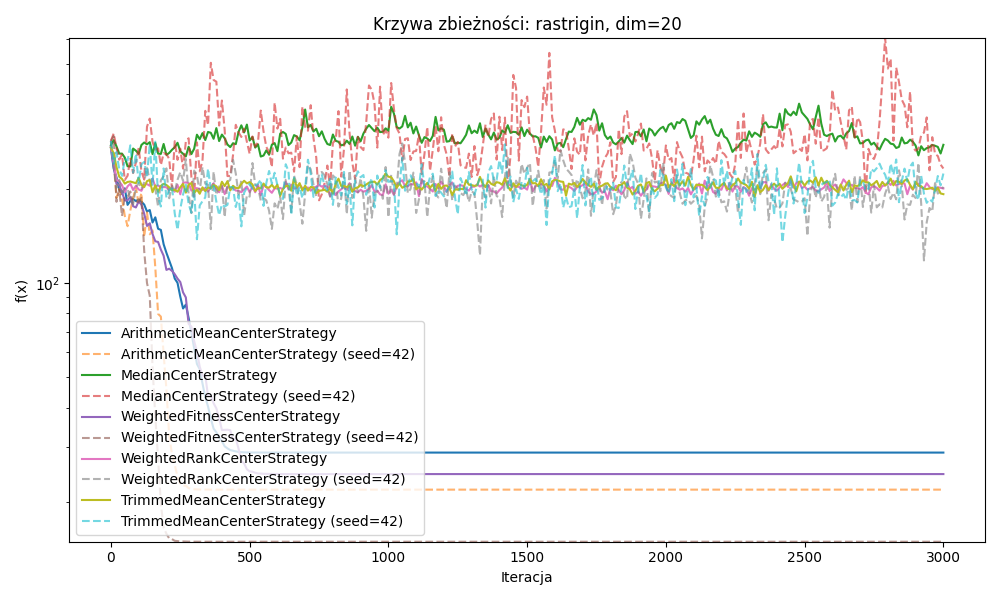 Krzywa zbieżności: rastrigin, dim=20
f(x)
10²
ArithmeticMeanCenterStrategy
ArithmeticMeanCenterStrategy (seed=42)
MedianCenterStrategy
MedianCenterStrategy (seed=42)
WeightedFitnessCenterStrategy
WeightedFitnessCenterStrategy (seed=42)
WeightedRankCenterStrategy
WeightedRankCenterStrategy (seed=42)
TrimmedMeanCenterStrategy
TrimmedMeanCenterStrategy (seed=42)
0 500 1000 1500 2000 2500 3000
Iteracja